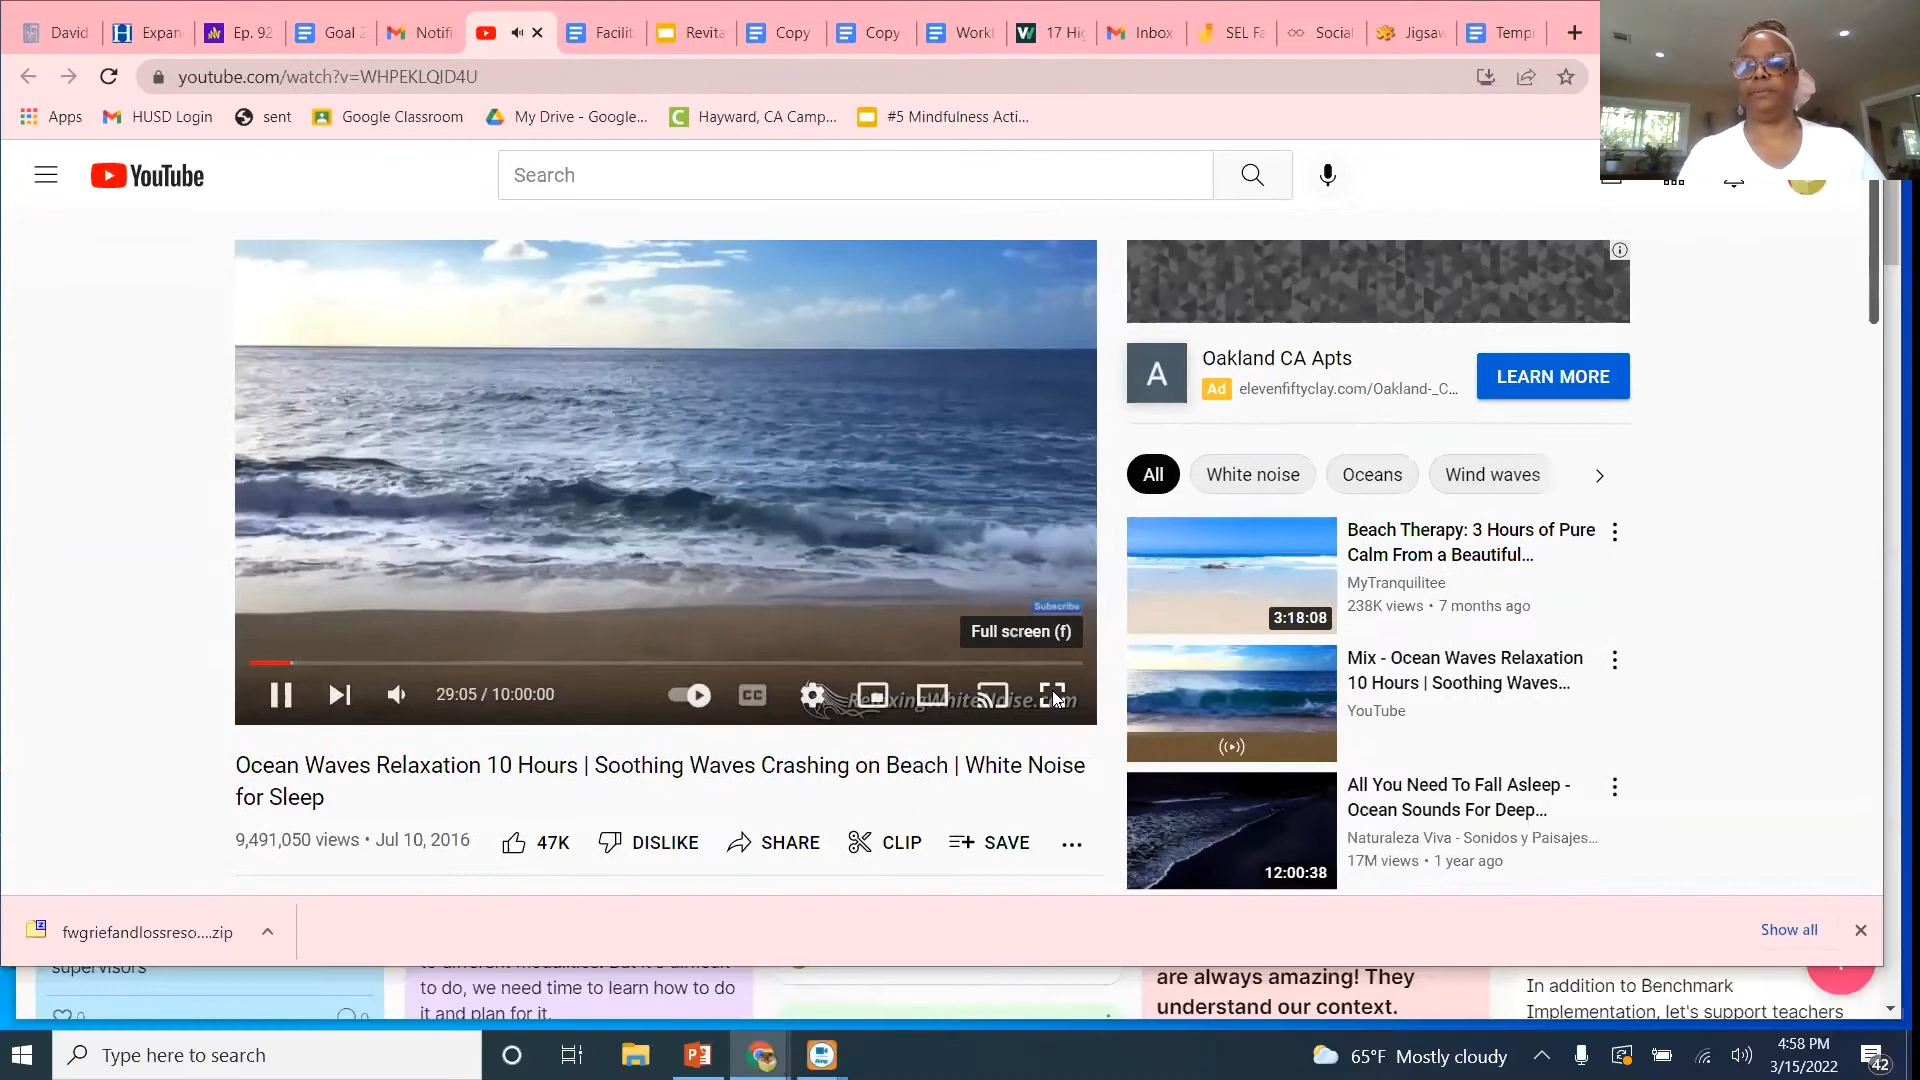 David
Expan
Ep. 92
Goal 2
Notifi
Facilit
Revita
Copy
Copy
Work
17 Hi
Inbox
SEL Fa
Social
Jigsaw
Temp
youtube.com/watch?v=WHPEKLQID4U
Apps
HUSD Login
sent
Google Classroom
My Drive - Google...
Hayward, CA Camp...
#5 Mindfulness Acti...
YouTube
Search
Oakland CA Apts
A
Ad elevenfiftyclay.com/Oakland-_C...
LEARN MORE
All
White noise
Oceans
Wind waves
Beach Therapy: 3 Hours of Pure
Calm From a Beautiful...
MyTranquilitee
238K views • 7 months ago
3:18:08
Subscribe
Full screen (f)
Mix - Ocean Waves Relaxation
10 Hours | Soothing Waves...
YouTube
29:05 / 10:00:00
CC
RelaxingWhiteNoise.com
Ocean Waves Relaxation 10 Hours | Soothing Waves Crashing on Beach | White Noise
for Sleep
9,491,050 views • Jul 10, 2016
47K
DISLIKE
SHARE
CLIP
SAVE
All You Need To Fall Asleep -
Ocean Sounds For Deep...
Naturaleza Viva - Sonidos y Paisajes...
17M views • 1 year ago
12:00:38
fwgriefandlossreso....zip
Show all
supervisors
0
0
to do, we need time to learn how to do
it and plan for it.
are always amazing! They
understand our context.
In addition to Benchmark
Implementation, let's support teachers
Type here to search
65°F Mostly cloudy
4:58 PM
3/15/2022
42